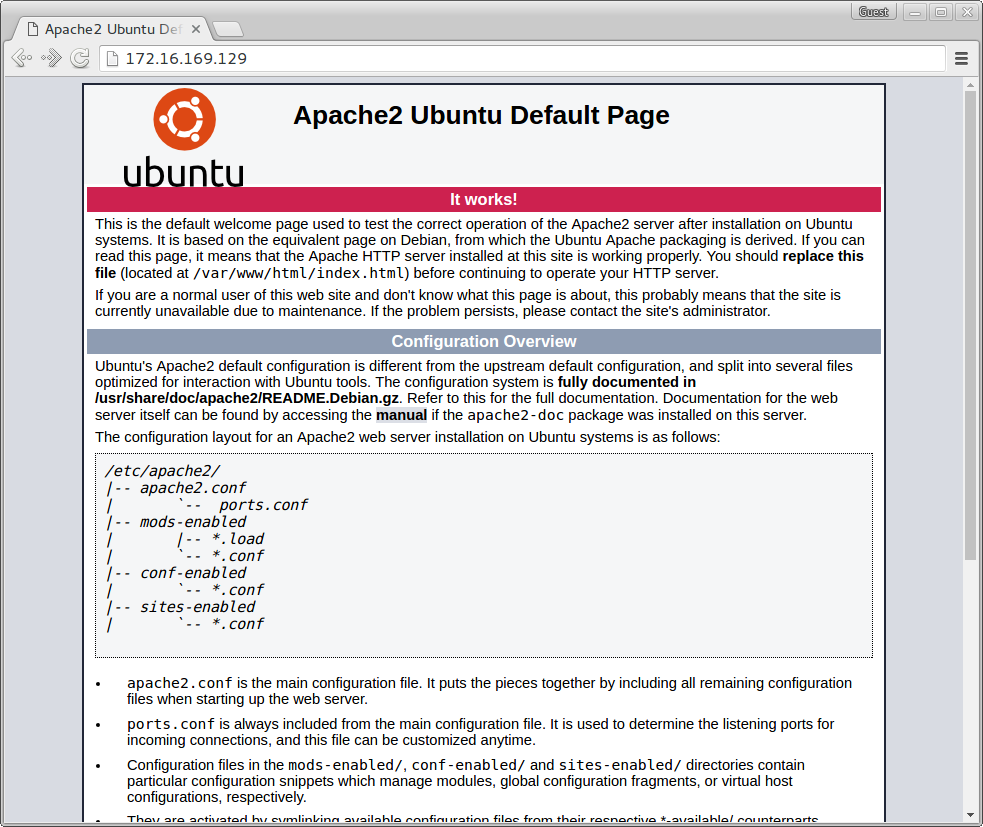 Guest
Apache2 Ubuntu Def
172.16.169.129
ubuntu
Apache2 Ubuntu Default Page
It works!
This is the default welcome page used to test the correct operation of the Apache2 server after installation on Ubuntu
systems. It is based on the equivalent page on Debian, from which the Ubuntu Apache packaging is derived. If you can
read this page, it means that the Apache HTTP server installed at this site is working properly. You should replace this
file (located at /var/www/html/index.html) before continuing to operate your HTTP server.
If you are a normal user of this web site and don't know what this page is about, this probably means that the site is
currently unavailable due to maintenance. If the problem persists, please contact the site's administrator.
Configuration Overview
Ubuntu's Apache2 default configuration is different from the upstream default configuration, and split into several files
optimized for interaction with Ubuntu tools. The configuration system is fully documented in
/usr/share/doc/apache2/README.Debian.gz. Refer to this for the full documentation. Documentation for the web
server itself can be found by accessing the manual if the apache2-doc package was installed on this server.
The configuration layout for an Apache2 web server installation on Ubuntu systems is as follows:
/etc/apache2/
|-- apache2.conf
|       `--  ports.conf
|-- mods-enabled
|       |-- *.load
|       `-- *.conf
|-- conf-enabled
|       `-- *.conf
|-- sites-enabled
|       `-- *.conf
• apache2.conf is the main configuration file. It puts the pieces together by including all remaining configuration
files when starting up the web server.
• ports.conf is always included from the main configuration file. It is used to determine the listening ports for
incoming connections, and this file can be customized anytime.
• Configuration files in the mods-enabled/, conf-enabled/ and sites-enabled/ directories contain
particular configuration snippets which manage modules, global configuration fragments, or virtual host
configurations, respectively.
• They are activated by symlinking available configuration files from their respective *-available/ counterparts.